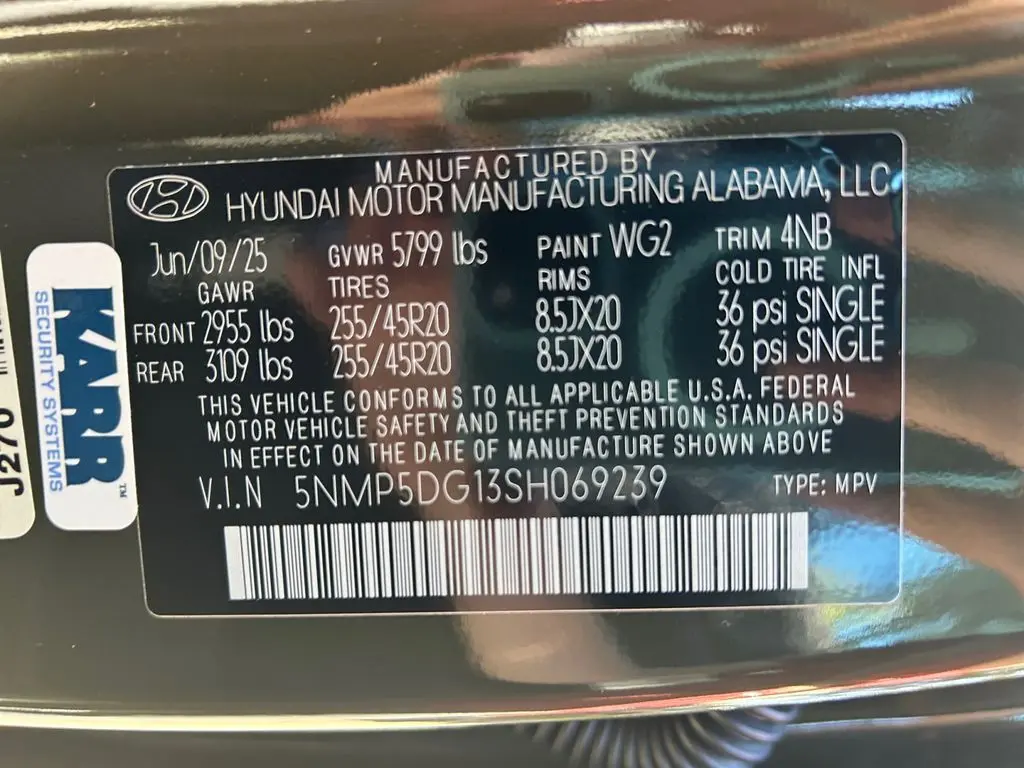 MANUFACTURED BY
HYUNDAI MOTOR MANUFACTURING ALABAMA, LLC
Jun/09/25 GVWR 5799 lbs PAINT WG2 TRIM 4NB
GAWR TIRES RIMS COLD TIRE INFL
FRONT 2955 lbs 255/45R20 8.5JX20 36 psi SINGLE
REAR 3109 lbs 255/45R20 8.5JX20 36 psi SINGLE
THIS VEHICLE CONFORMS TO ALL APPLICABLE U.S.A. FEDERAL
MOTOR VEHICLE SAFETY AND THEFT PREVENTION STANDARDS
IN EFFECT ON THE DATE OF MANUFACTURE SHOWN ABOVE
V.I.N 5NMP5DG13SH069239 TYPE: MPV
KARR™
SECURITY SYSTEMS
J270